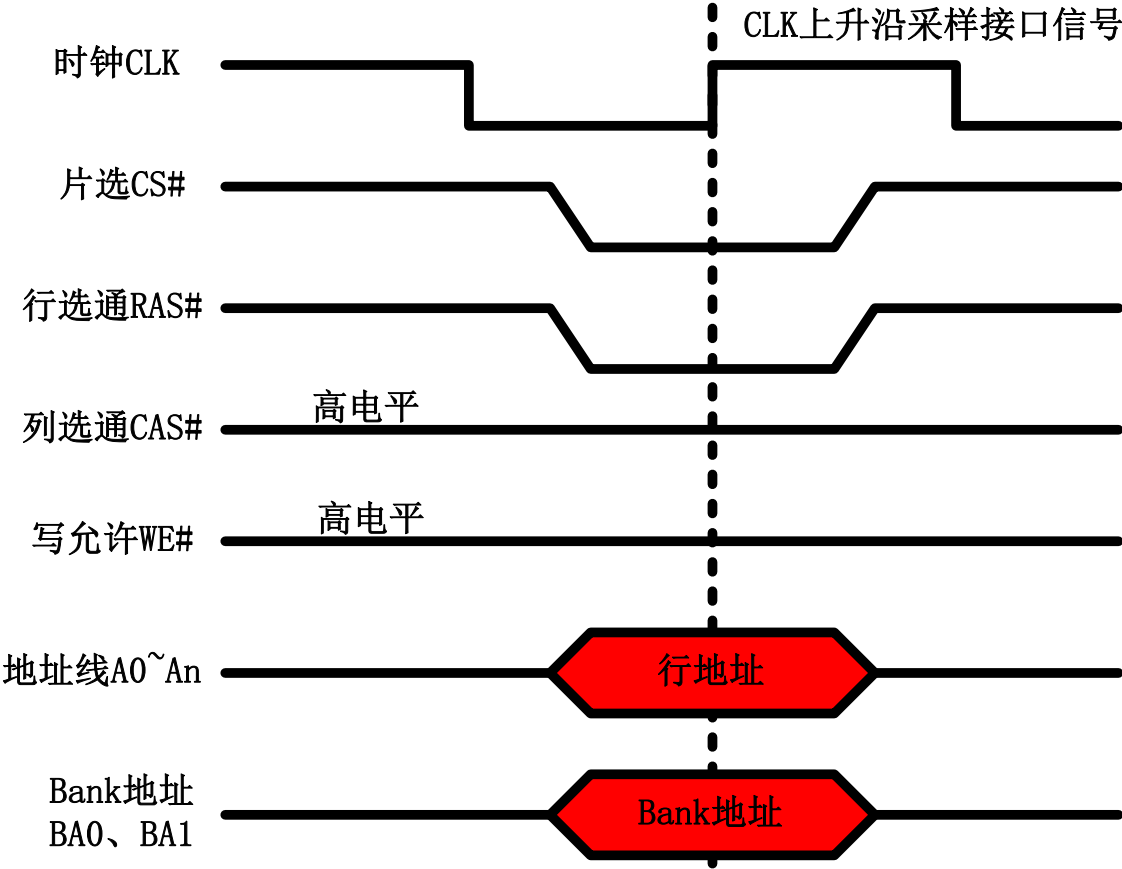 CLK上升沿采样接口信号
时钟CLK
片选CS#
行选通RAS#
高电平
列选通CAS#
高电平
写允许WE#
地址线A0~An
行地址
Bank地址
BA0、BA1
Bank地址